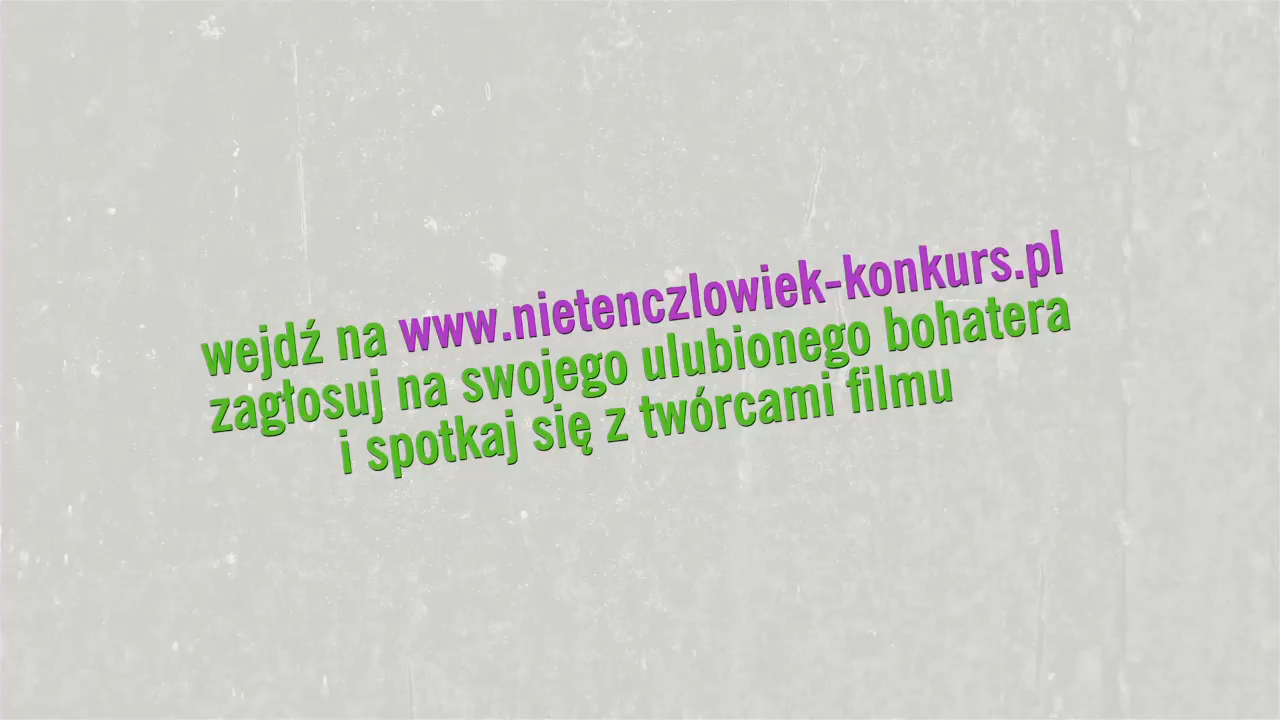 wejdź na www.nietenczlowiek-konkurs.pl
zagłosuj na swojego ulubionego bohatera
i spotkaj się z twórcami filmu